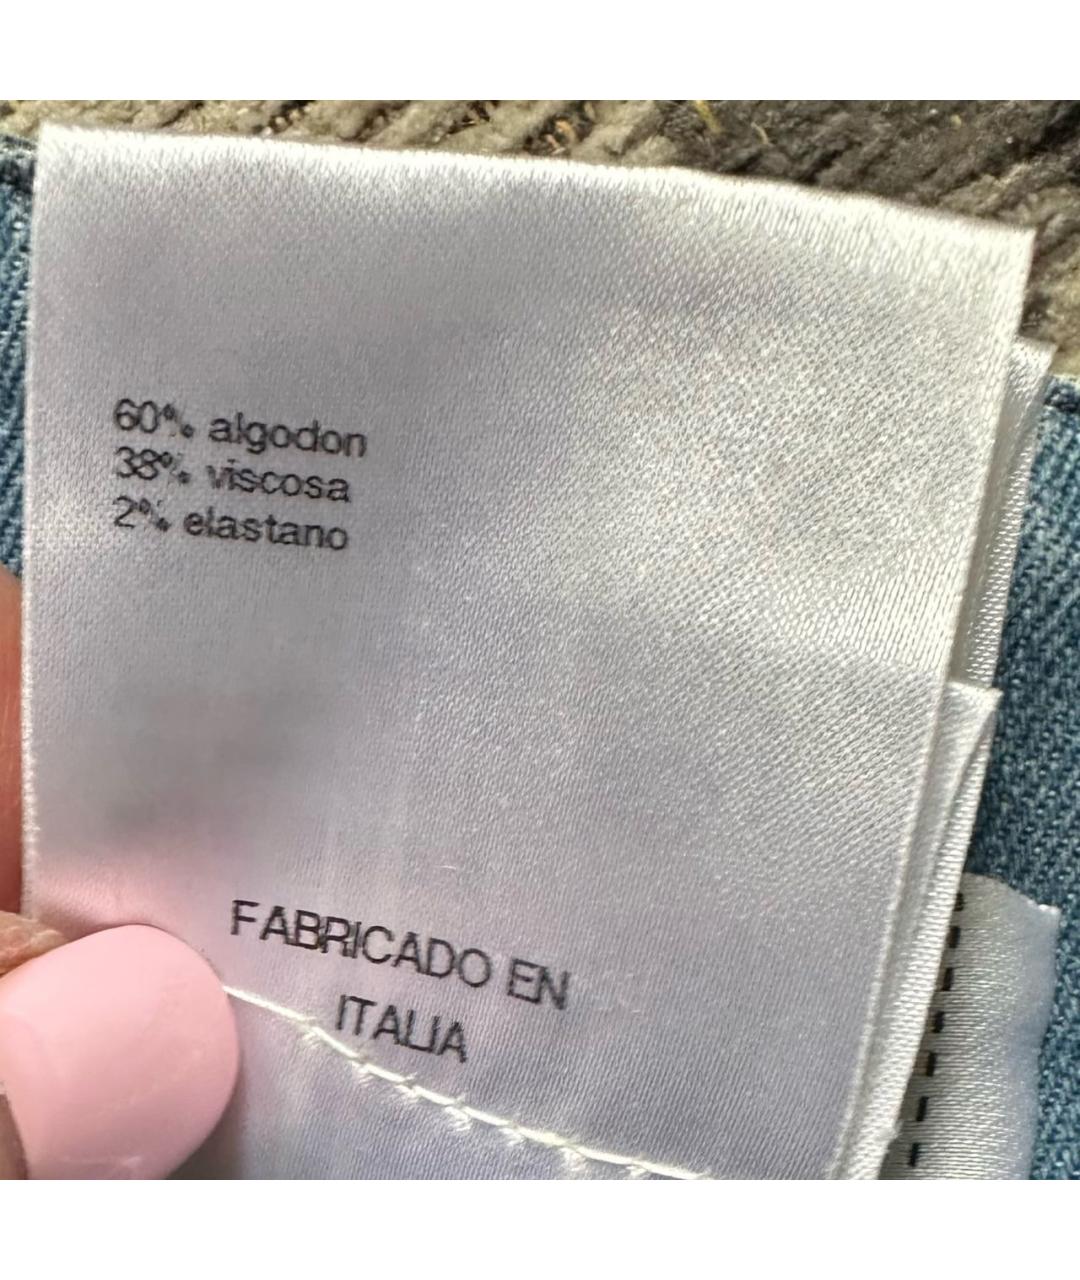 60% algodon
38% viscosa
2% elastano
FABRICADO EN
ITALIA